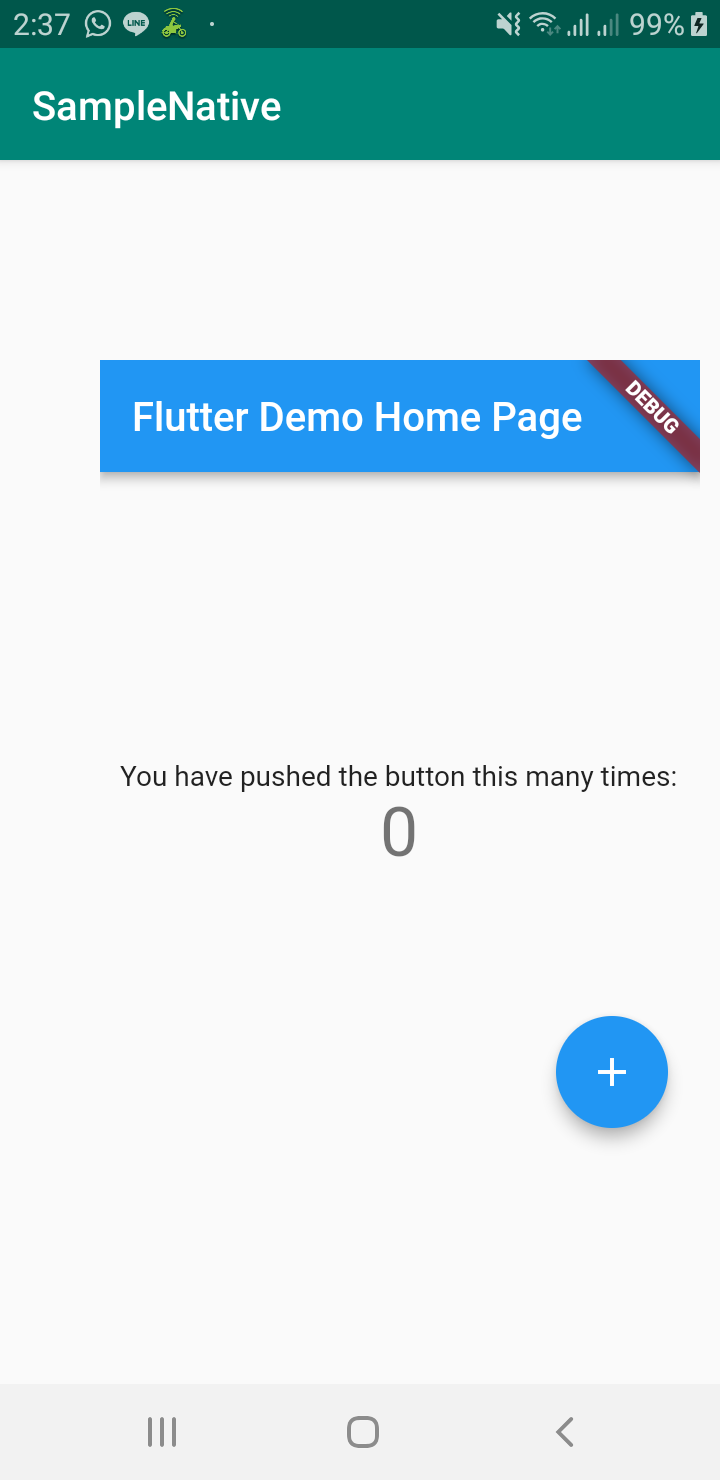 2:37
LINE
99%
SampleNative
Flutter Demo Home Page
DEBUG
You have pushed the button this many times:
0